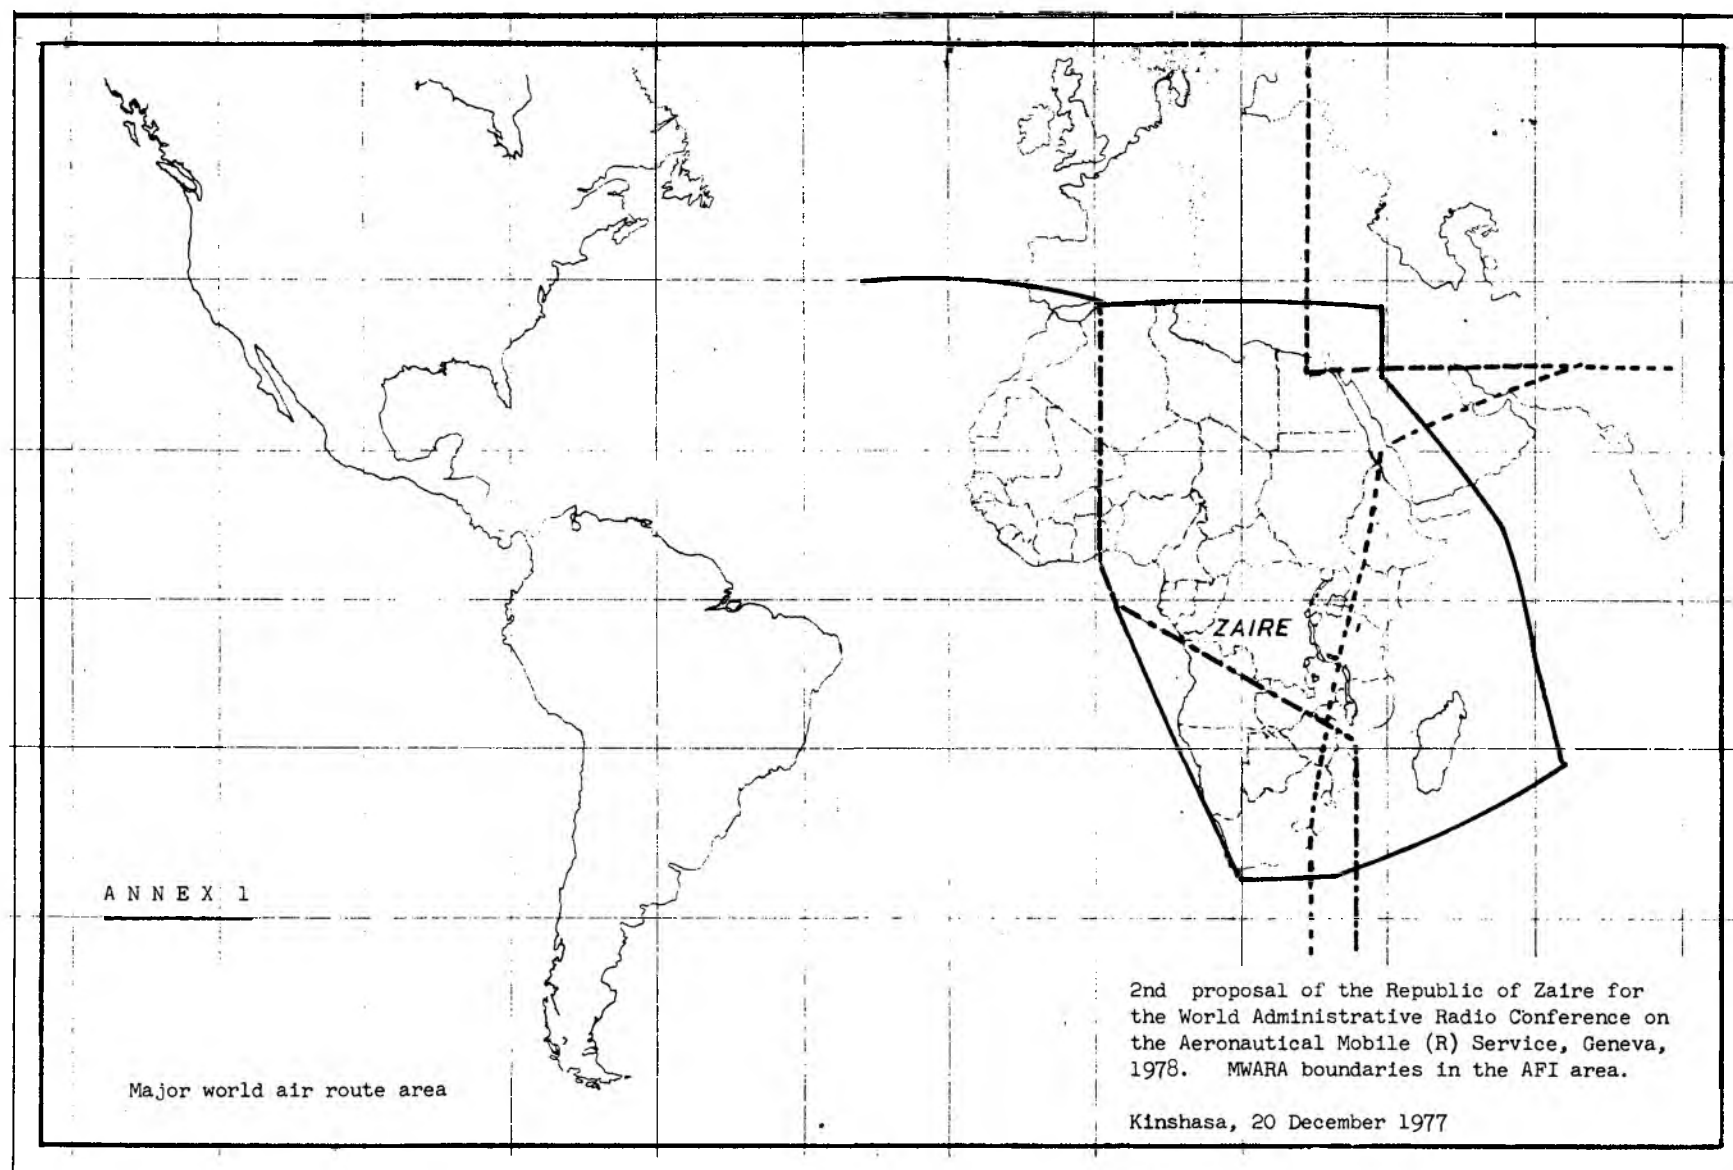 ZAIRE
A N N E X 1
2nd proposal of the Republic of Zaire for
the World Administrative Radio Conference on
the Aeronautical Mobile (R) Service, Geneva,
1978. MWARA boundaries in the AFI area.
Major world air route area
Kinshasa, 20 December 1977